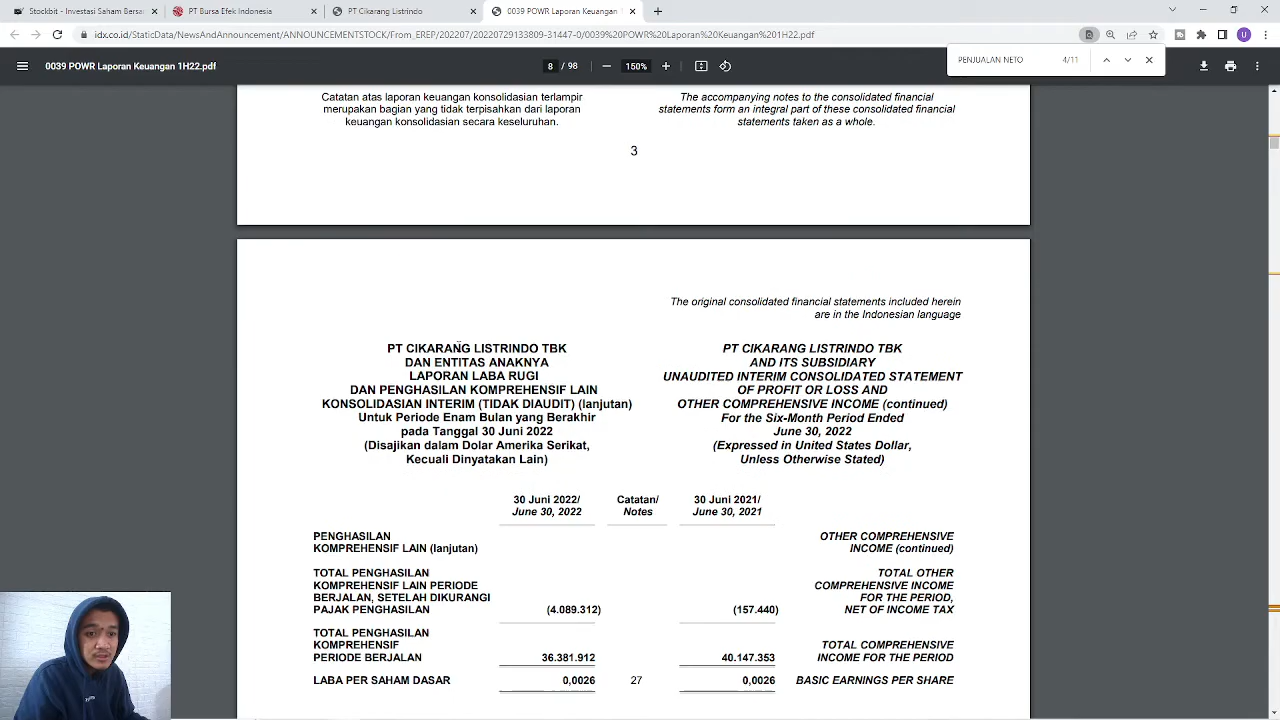 Stockbit - Investasi Saham Bersa
PT Bursa Efek Indonesia
PT Cikarang Listrindo
0039 POWR Laporan Keuangan 1
idx.co.id/StaticData/NewsAndAnnouncement/ANNOUNCEMENTSTOCK/From_EREP/202207/20220729133809-31447-0/0039%20POWR%20Laporan%20Keuangan%201H22.pdf
U
0039 POWR Laporan Keuangan 1H22.pdf
8 / 98
150%
PENJUALAN NETO
4/11
Catatan atas laporan keuangan konsolidasian terlampir
merupakan bagian yang tidak terpisahkan dari laporan
keuangan konsolidasian secara keseluruhan.
The accompanying notes to the consolidated financial
statements form an integral part of these consolidated financial
statements taken as a whole.
3
The original consolidated financial statements included herein
are in the Indonesian language
PT CIKARANG LISTRINDO TBK
DAN ENTITAS ANAKNYA
LAPORAN LABA RUGI
DAN PENGHASILAN KOMPREHENSIF LAIN
KONSOLIDASIAN INTERIM (TIDAK DIAUDIT) (lanjutan)
Untuk Periode Enam Bulan yang Berakhir
pada Tanggal 30 Juni 2022
(Disajikan dalam Dolar Amerika Serikat,
Kecuali Dinyatakan Lain)
PT CIKARANG LISTRINDO TBK
AND ITS SUBSIDIARY
UNAUDITED INTERIM CONSOLIDATED STATEMENT
OF PROFIT OR LOSS AND
OTHER COMPREHENSIVE INCOME (continued)
For the Six-Month Period Ended
June 30, 2022
(Expressed in United States Dollar,
Unless Otherwise Stated)
30 Juni 2022/ Catatan/ 30 Juni 2021/
June 30, 2022 Notes June 30, 2021
PENGHASILAN OTHER COMPREHENSIVE
KOMPREHENSIF LAIN (lanjutan) INCOME (continued)
TOTAL PENGHASILAN TOTAL OTHER
KOMPREHENSIF LAIN PERIODE COMPREHENSIVE INCOME
BERJALAN, SETELAH DIKURANGI FOR THE PERIOD,
PAJAK PENGHASILAN (4.089.312) (157.440) NET OF INCOME TAX
TOTAL PENGHASILAN
KOMPREHENSIF TOTAL COMPREHENSIVE
PERIODE BERJALAN 36.381.912 40.147.353 INCOME FOR THE PERIOD
LABA PER SAHAM DASAR 0,0026 27 0,0026 BASIC EARNINGS PER SHARE